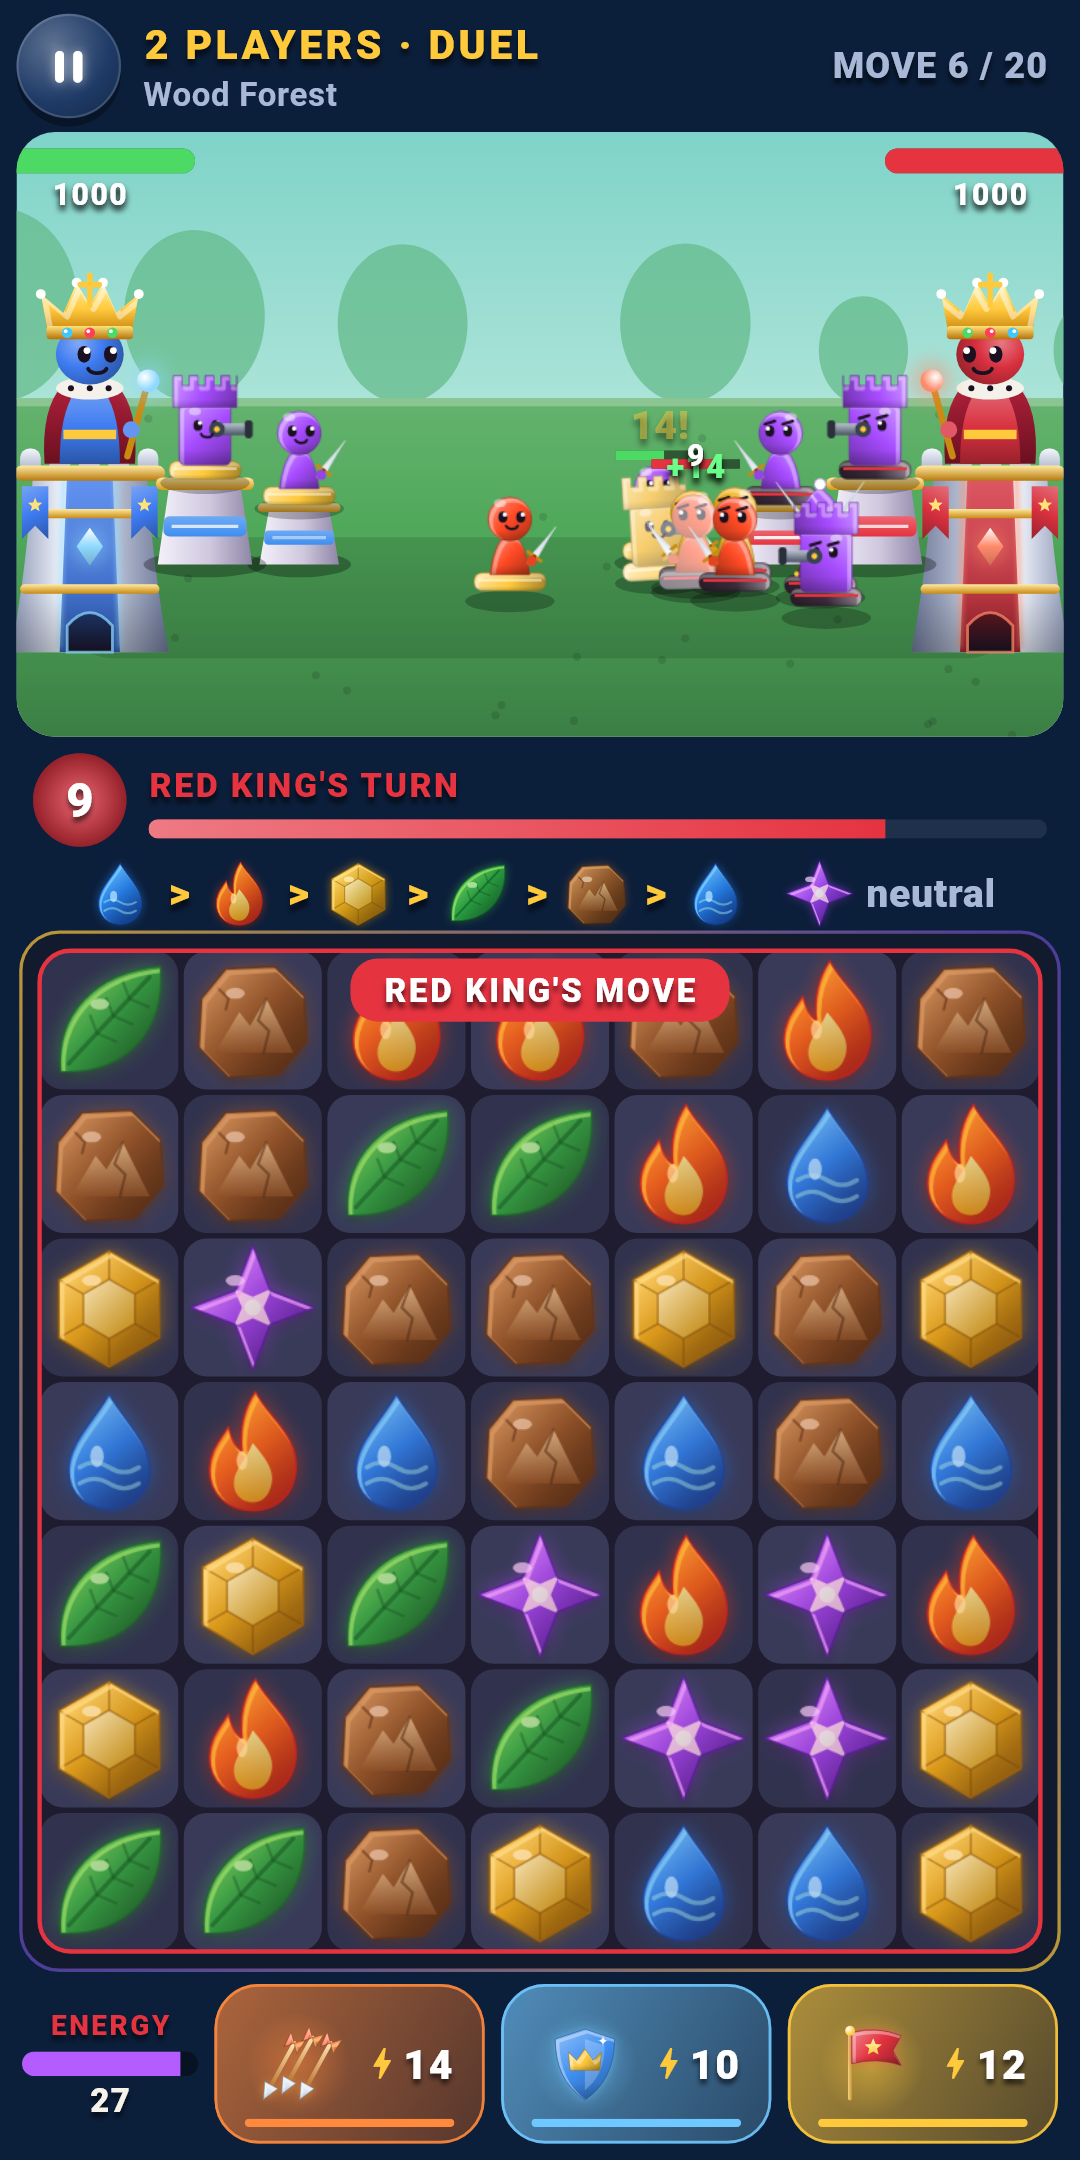 2 PLAYERS · DUEL
Wood Forest
MOVE 6 / 20
1000
1000
14!
9
+14
9
RED KING'S TURN
> > > > > neutral
RED KING'S MOVE
ENERGY
27
14
10
12